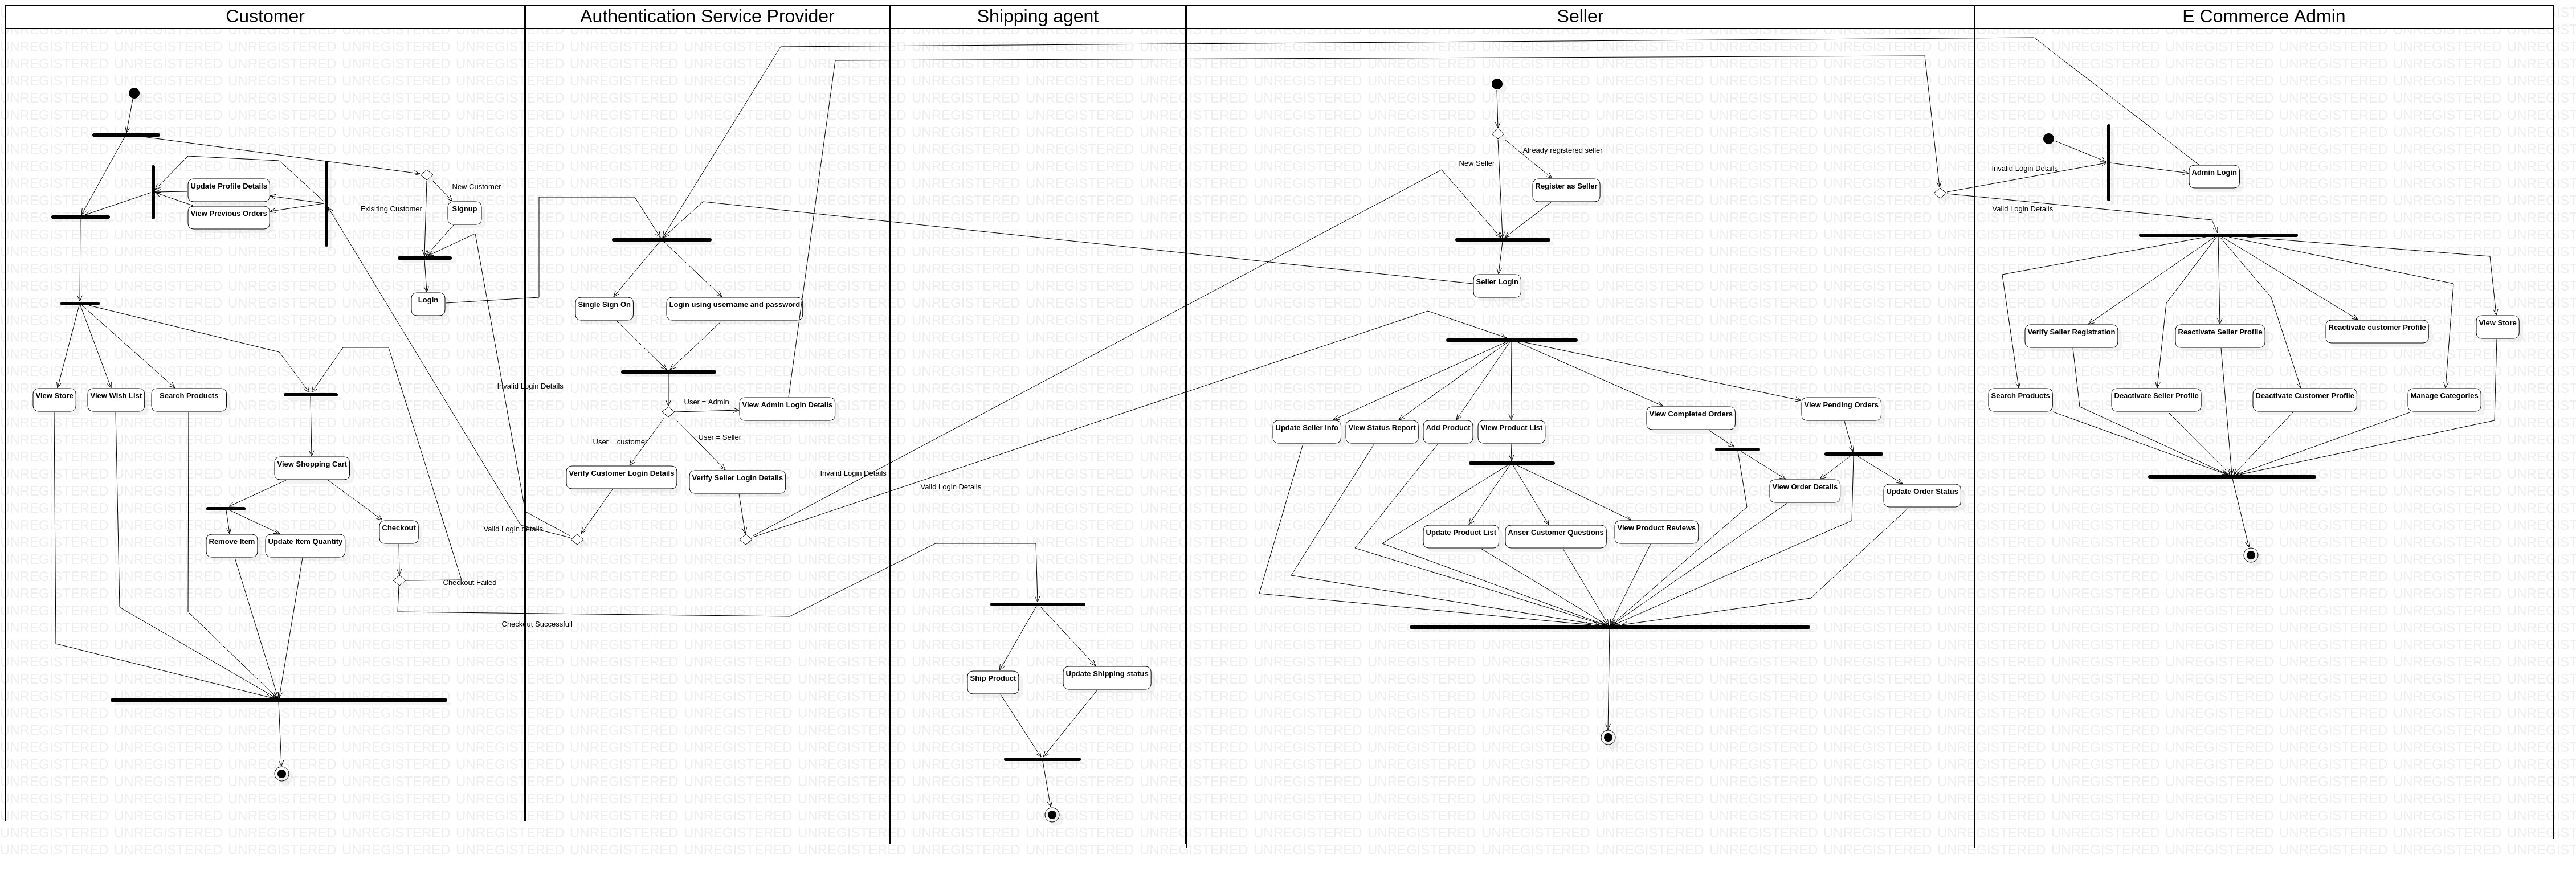 Customer
Authentication Service Provider
Shipping agent
Seller
E Commerce Admin
UNREGISTERED
Update Profile Details
View Previous Orders
New Customer
Exisiting Customer
Signup
Login
View Store
View Wish List
Search Products
View Shopping Cart
Remove Item
Update Item Quantity
Checkout
Checkout Failed
Checkout Successfull
Single Sign On
Login using username and password
Invalid Login Details
User = Admin
View Admin Login Details
User = customer
User = Seller
Verify Customer Login Details
Verify Seller Login Details
Valid Login details
Invalid Login Details
Valid Login Details
Ship Product
Update Shipping status
Already registered seller
New Seller
Register as Seller
Seller Login
Update Seller Info
View Status Report
Add Product
View Product List
View Completed Orders
View Pending Orders
View Order Details
Update Order Status
Update Product List
Anser Customer Questions
View Product Reviews
Invalid Login Details
Admin Login
Valid Login Details
Verify Seller Registration
Reactivate Seller Profile
Reactivate customer Profile
View Store
Search Products
Deactivate Seller Profile
Deactivate Customer Profile
Manage Categories